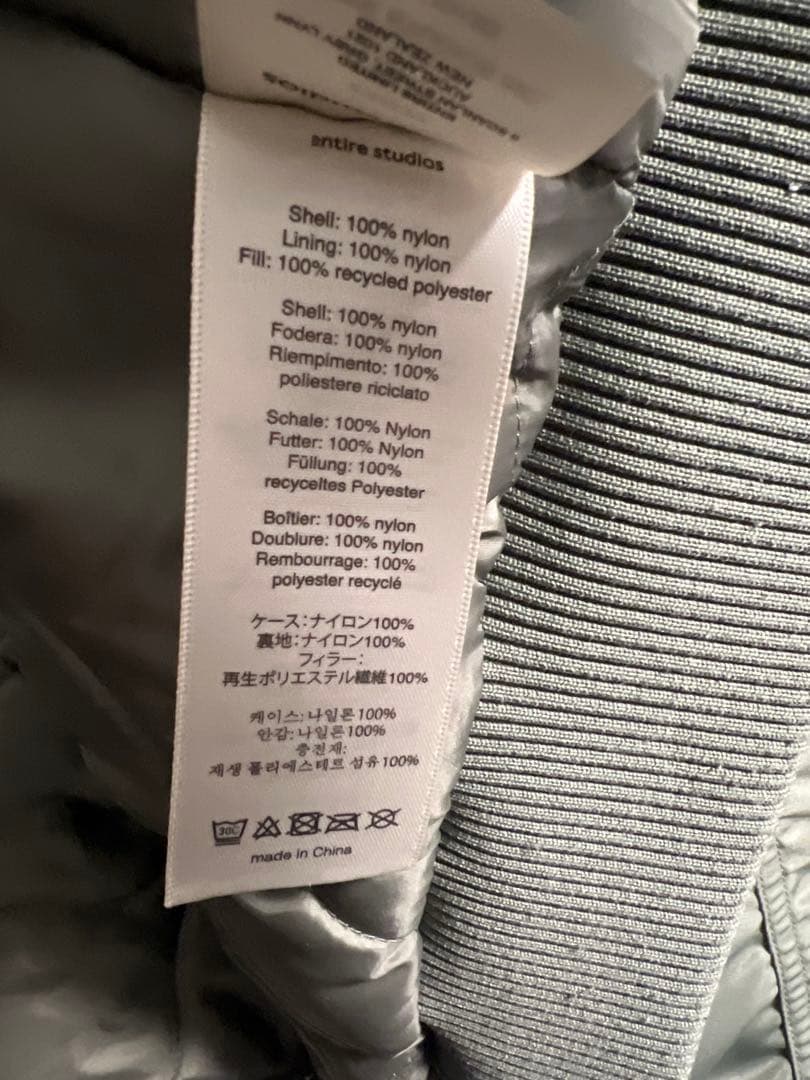 NEW ZEALAND
ENTIRE LIMITED
entire studios
Shell: 100% nylon
Lining: 100% nylon
Fill: 100% recycled polyester
Shell: 100% nylon
Fodera: 100% nylon
Riempimento: 100%
poliestere riciclato
Schale: 100% Nylon
Futter: 100% Nylon
Füllung: 100%
recyceltes Polyester
Boîtier: 100% nylon
Doublure: 100% nylon
Rembourrage: 100%
polyester recyclé
ケース:ナイロン100%
裏地:ナイロン100%
フィラー:
再生ポリエステル繊維100%
케이스:나일론100%
안감:나일론100%
충전재:
재생 폴리에스테르 섬유100%
30C
made in China